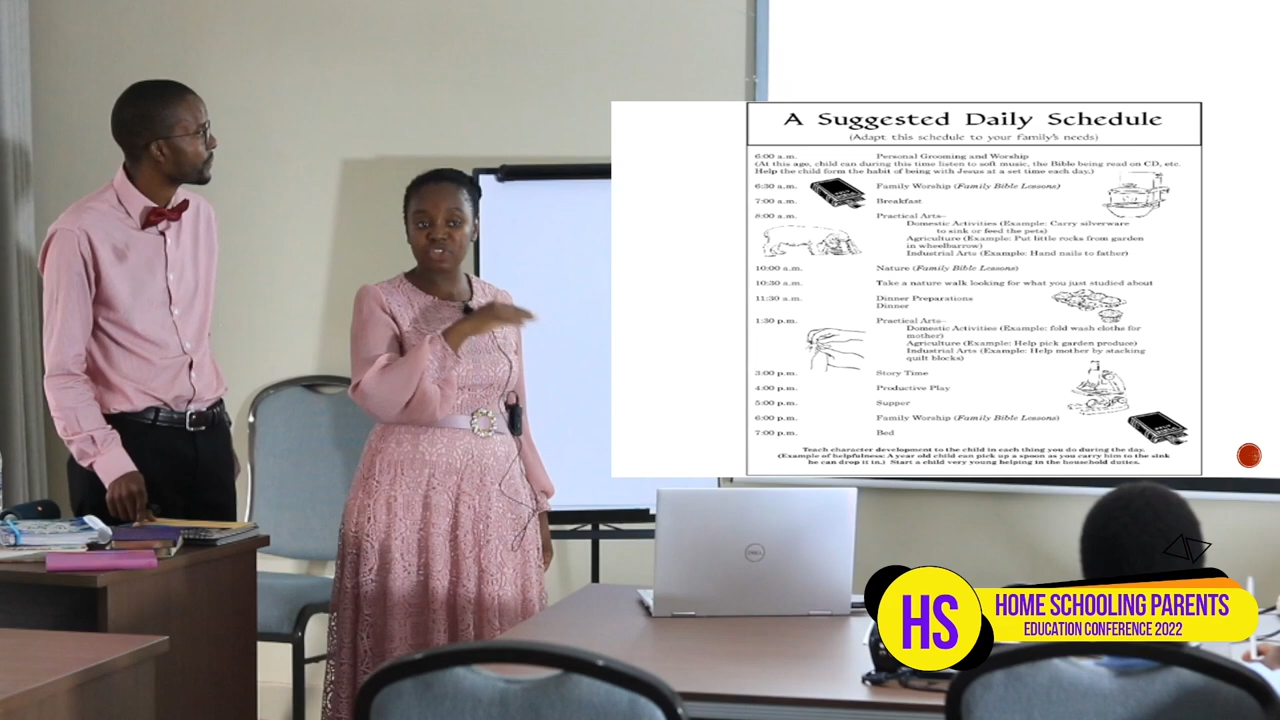 A Suggested Daily Schedule
(Adapt this schedule to your family's needs)
6:00 a.m. Personal Grooming and Worship
(At this age, child can during this time listen to soft music, the Bible being read on CD, etc.
Help the child form the habit of being with Jesus at a set time each day.)
6:30 a.m. Family Worship (Family Bible Lessons)
7:00 a.m. Breakfast
8:00 a.m. Practical Arts–
Domestic Activities (Example: Carry silverware
to sink or feed the pets)
Agriculture (Example: Put little rocks from garden
in wheelbarrow)
Industrial Arts (Example: Hand nails to father)
10:00 a.m. Nature (Family Bible Lessons)
10:30 a.m. Take a nature walk looking for what you just studied about
11:30 a.m. Dinner Preparations
Dinner
1:30 p.m. Practical Arts–
Domestic Activities (Example: fold wash cloths for
mother)
Agriculture (Example: Help pick garden produce)
Industrial Arts (Example: Help mother by stacking
quilt blocks)
3:00 p.m. Story Time
4:00 p.m. Productive Play
5:00 p.m. Supper
6:00 p.m. Family Worship (Family Bible Lessons)
7:00 p.m. Bed
Teach character development to the child in each thing you do during the day.
(Example of helpfulness: A year old child can pick up a spoon as you carry him to the sink
he can drop it in.) Start a child very young helping in the household duties.
DELL
HS
HOME SCHOOLING PARENTS
EDUCATION CONFERENCE 2022